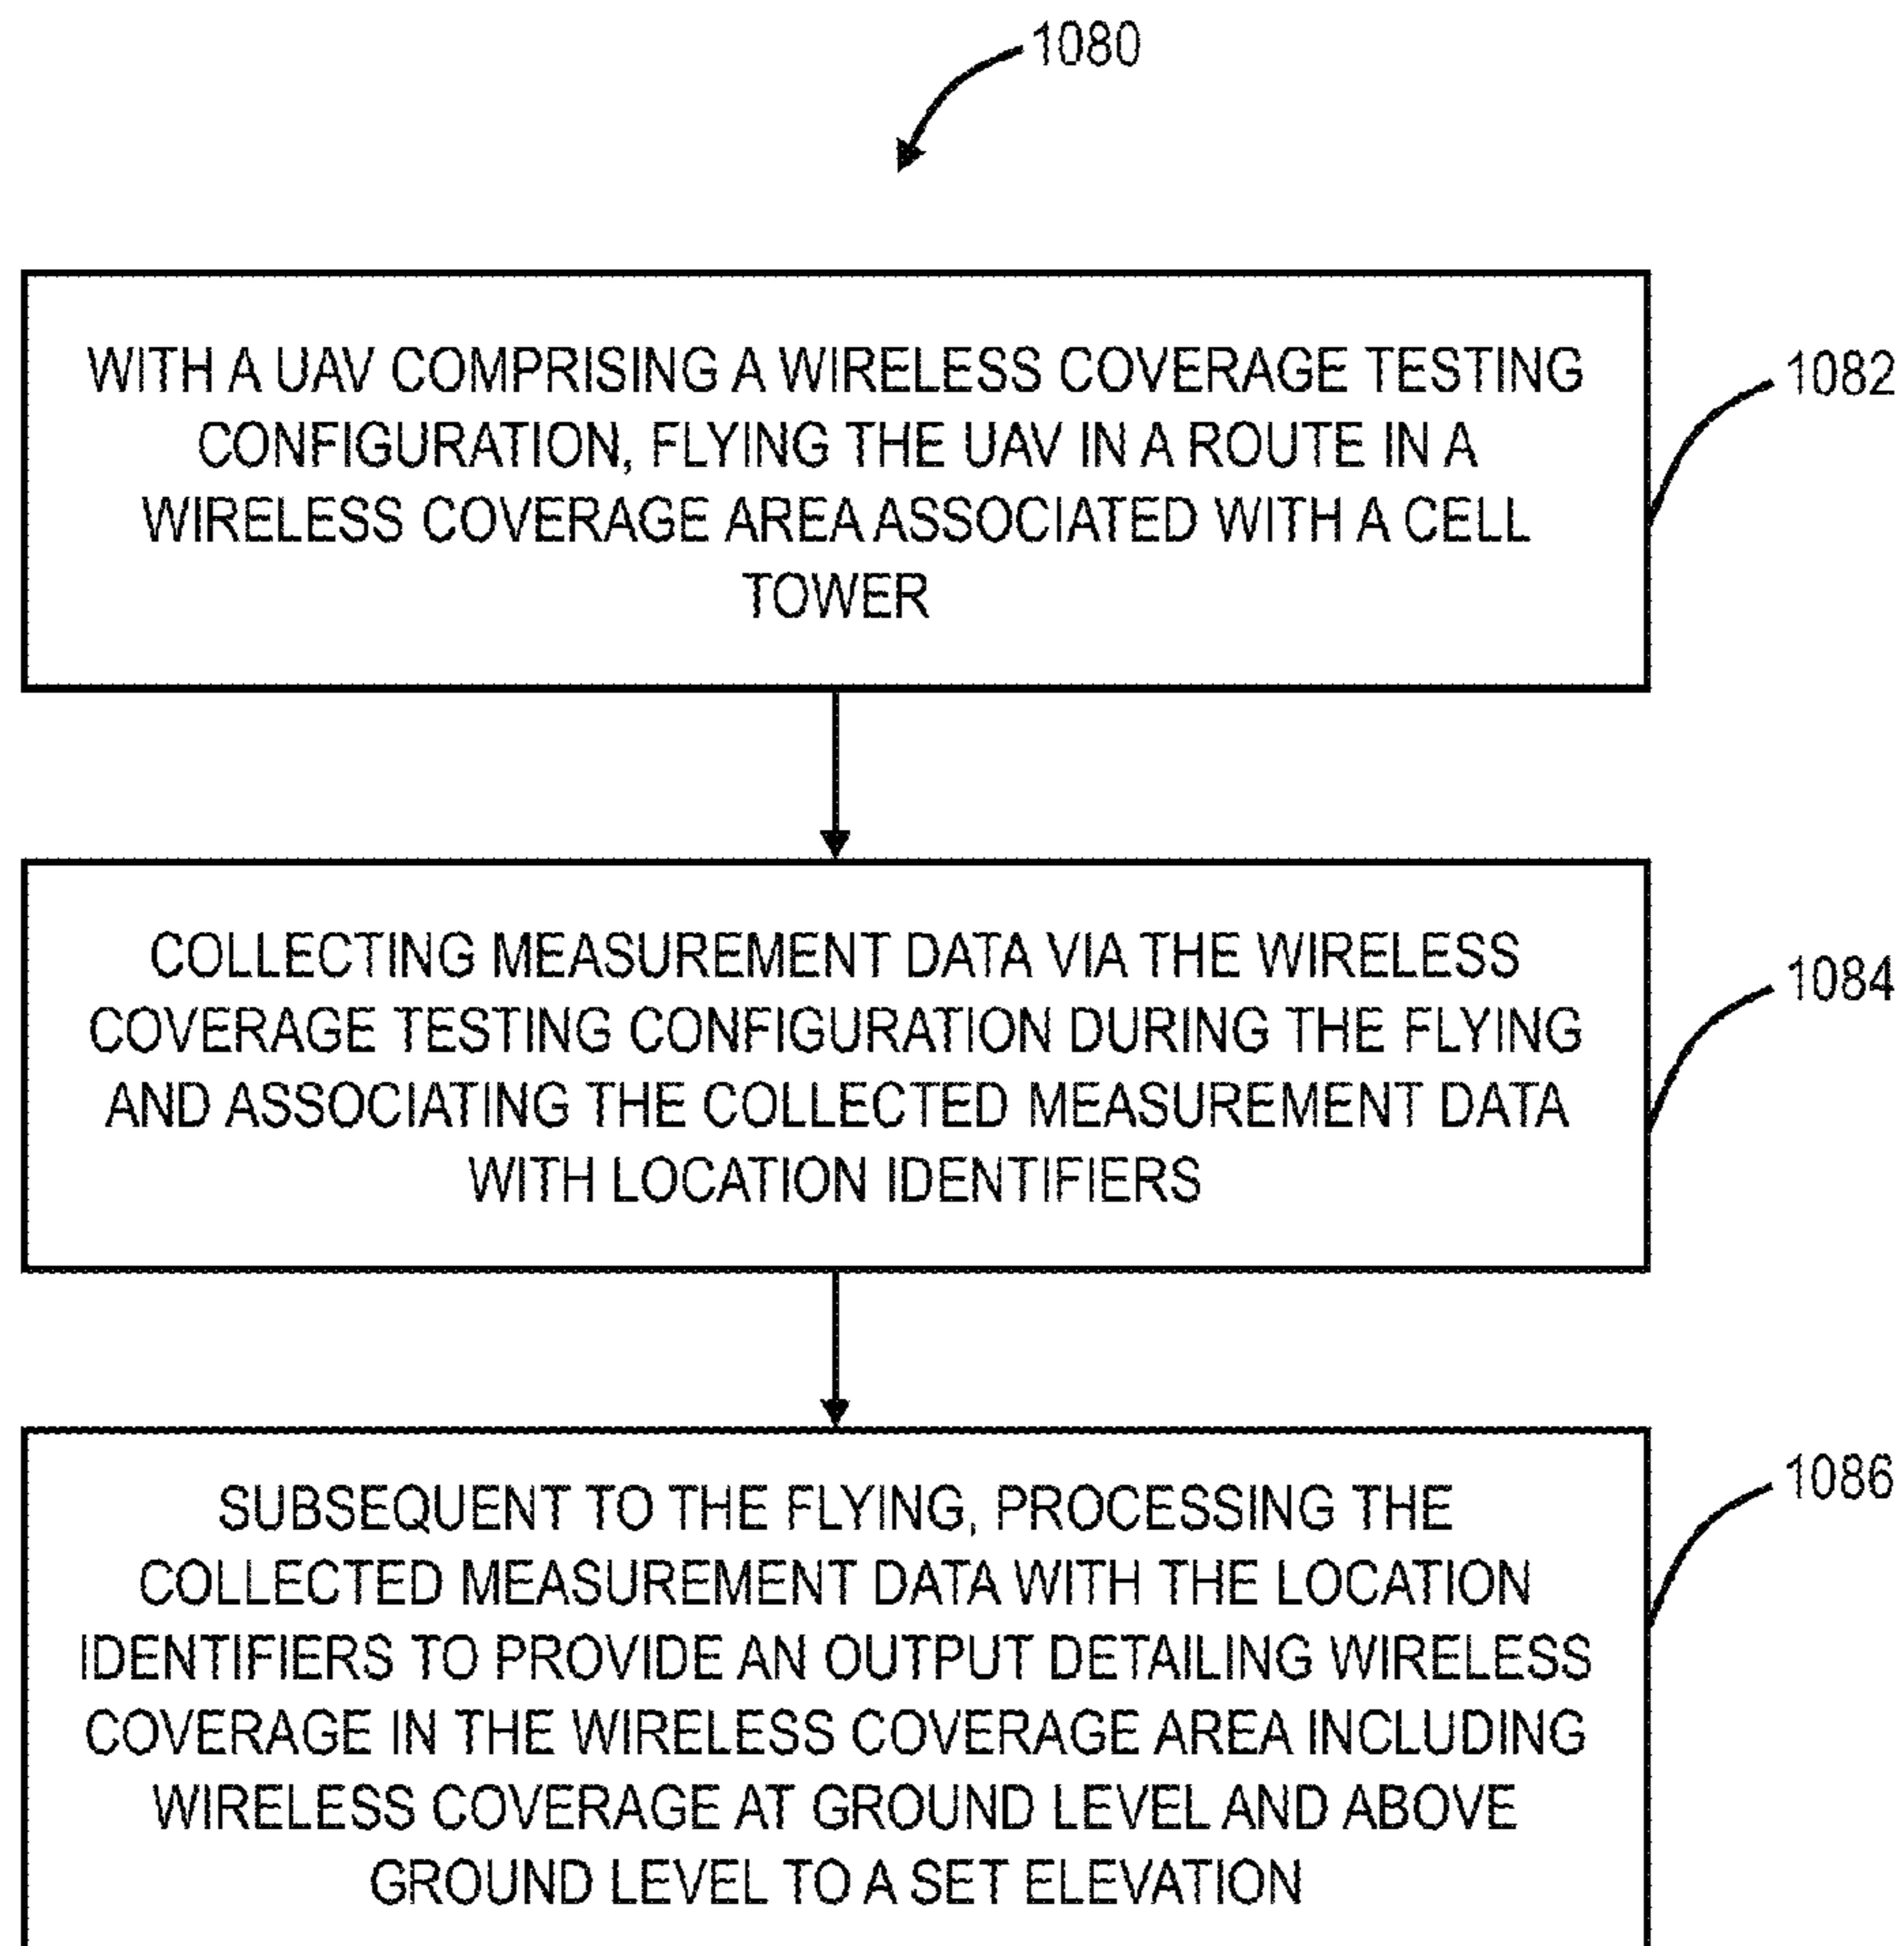 1080
WITH A UAV COMPRISING A WIRELESS COVERAGE TESTING
CONFIGURATION, FLYING THE UAV IN A ROUTE IN A
WIRELESS COVERAGE AREA ASSOCIATED WITH A CELL
TOWER
1082
COLLECTING MEASUREMENT DATA VIA THE WIRELESS
COVERAGE TESTING CONFIGURATION DURING THE FLYING
AND ASSOCIATING THE COLLECTED MEASUREMENT DATA
WITH LOCATION IDENTIFIERS
1084
SUBSEQUENT TO THE FLYING, PROCESSING THE
COLLECTED MEASUREMENT DATA WITH THE LOCATION
IDENTIFIERS TO PROVIDE AN OUTPUT DETAILING WIRELESS
COVERAGE IN THE WIRELESS COVERAGE AREA INCLUDING
WIRELESS COVERAGE AT GROUND LEVEL AND ABOVE
GROUND LEVEL TO A SET ELEVATION
1086